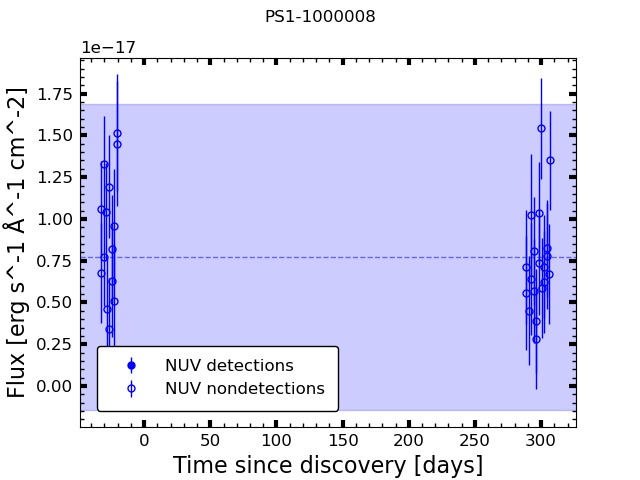 PS1-1000008
1e−17
1.75
1.50
1.25
1.00
0.75
0.50
0.25
0.00
Flux [erg s^-1 Å^-1 cm^-2]
NUV detections
NUV nondetections
0 50 100 150 200 250 300
Time since discovery [days]